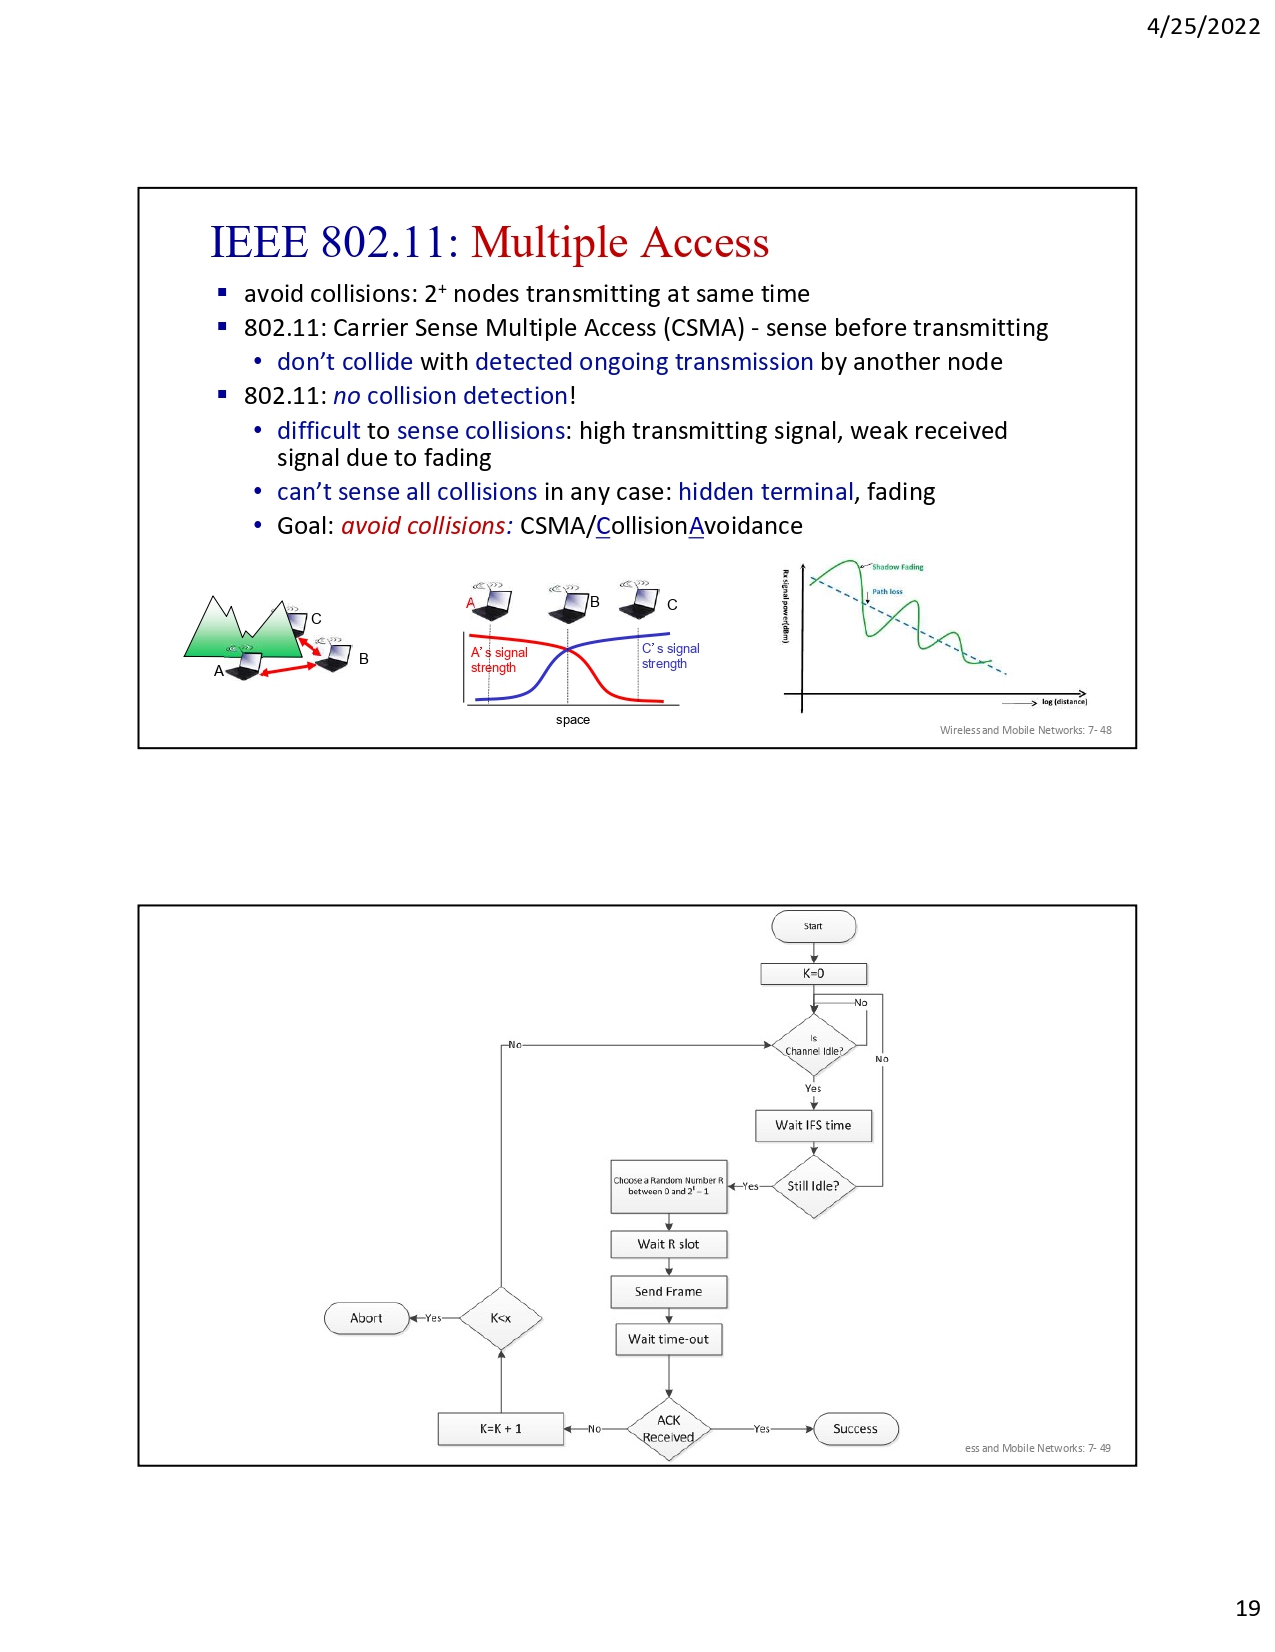 4/25/2022
IEEE 802.11: Multiple Access
▪ avoid collisions: 2⁺ nodes transmitting at same time
▪ 802.11: Carrier Sense Multiple Access (CSMA) - sense before transmitting
• don’t collide with detected ongoing transmission by another node
▪ 802.11: no collision detection!
• difficult to sense collisions: high transmitting signal, weak received
signal due to fading
• can’t sense all collisions in any case: hidden terminal, fading
• Goal: avoid collisions: CSMA/CollisionAvoidance
C
B
A
A
B
C
A’s signal
strength
C’s signal
strength
space
Rx signal power(dBm)
Shadow Fading
Path loss
log (distance)
Wireless and Mobile Networks: 7- 48
Start
K=0
No
Is
Channel Idle?
No
No
Yes
Wait IFS time
Still Idle?
Yes
Choose a Random Number R
between 0 and 2ᵏ – 1
Wait R slot
Send Frame
Wait time-out
K<x
Yes
Abort
ACK
Received
No
K=K + 1
Yes
Success
ess and Mobile Networks: 7- 49
19